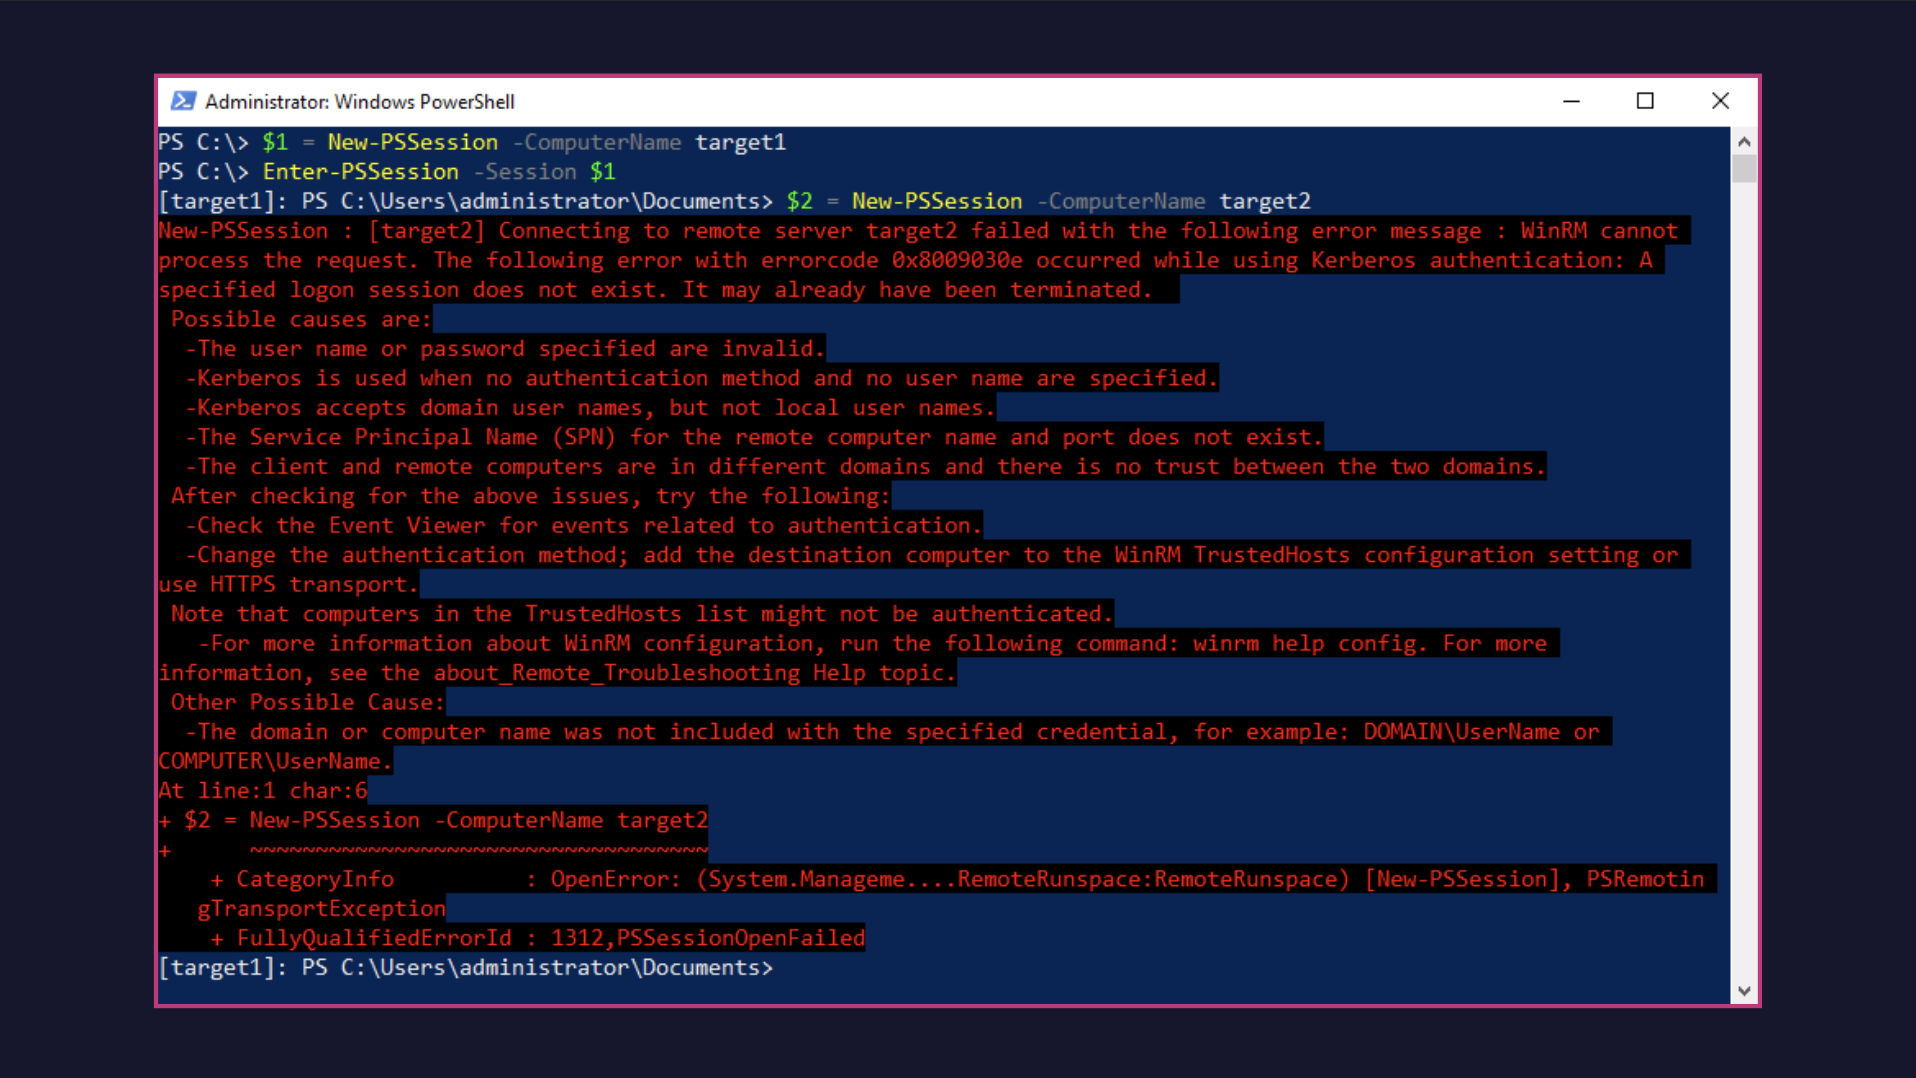 Administrator: Windows PowerShell
PS C:\> $1 = New-PSSession -ComputerName target1
PS C:\> Enter-PSSession -Session $1
[target1]: PS C:\Users\administrator\Documents> $2 = New-PSSession -ComputerName target2
New-PSSession : [target2] Connecting to remote server target2 failed with the following error message : WinRM cannot
process the request. The following error with errorcode 0x8009030e occurred while using Kerberos authentication: A
specified logon session does not exist. It may already have been terminated.
 Possible causes are:
  -The user name or password specified are invalid.
  -Kerberos is used when no authentication method and no user name are specified.
  -Kerberos accepts domain user names, but not local user names.
  -The Service Principal Name (SPN) for the remote computer name and port does not exist.
  -The client and remote computers are in different domains and there is no trust between the two domains.
 After checking for the above issues, try the following:
  -Check the Event Viewer for events related to authentication.
  -Change the authentication method; add the destination computer to the WinRM TrustedHosts configuration setting or
use HTTPS transport.
 Note that computers in the TrustedHosts list might not be authenticated.
   -For more information about WinRM configuration, run the following command: winrm help config. For more
information, see the about_Remote_Troubleshooting Help topic.
 Other Possible Cause:
  -The domain or computer name was not included with the specified credential, for example: DOMAIN\UserName or
COMPUTER\UserName.
At line:1 char:6
+ $2 = New-PSSession -ComputerName target2
+      ~~~~~~~~~~~~~~~~~~~~~~~~~~~~~~~~~~~
    + CategoryInfo          : OpenError: (System.Manageme....RemoteRunspace:RemoteRunspace) [New-PSSession], PSRemotin
   gTransportException
    + FullyQualifiedErrorId : 1312,PSSessionOpenFailed
[target1]: PS C:\Users\administrator\Documents>